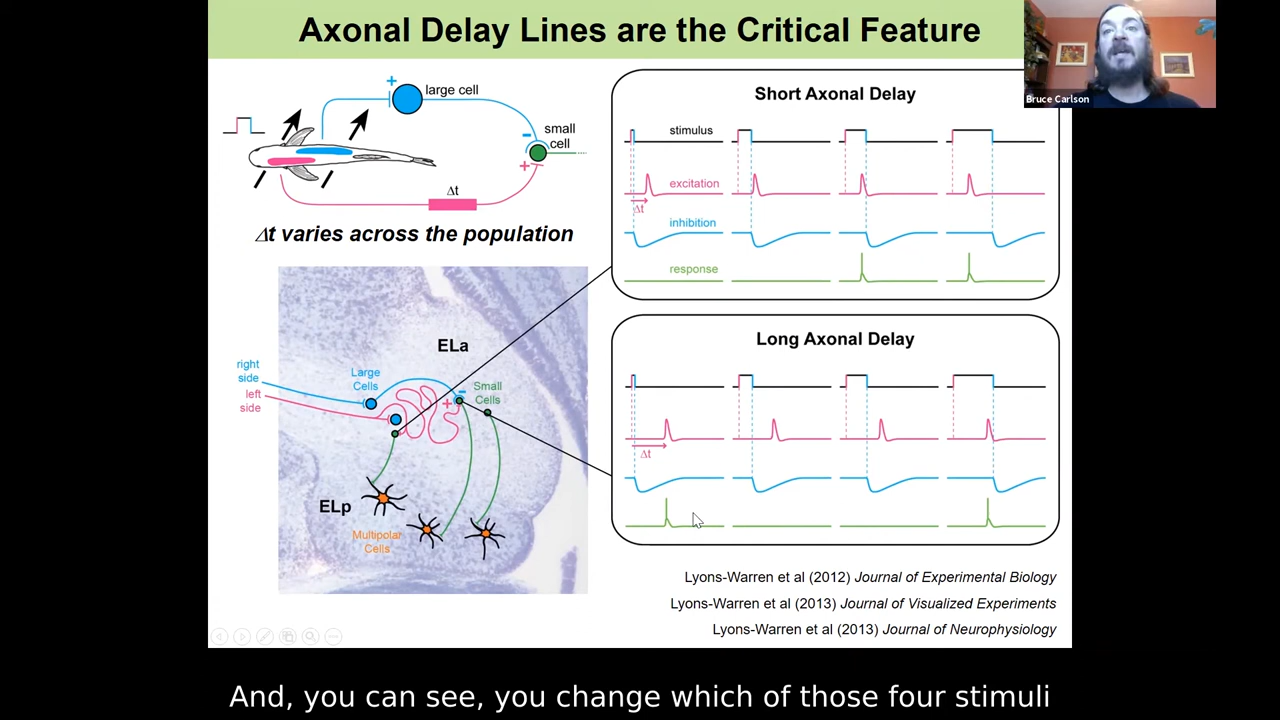 Axonal Delay Lines are the Critical Feature
Bruce Carlson
+
large cell
-
small
cell
+
Δt
Δt varies across the population
ELa
right
side
left
side
Large
Cells
-
+
Small
Cells
ELp
Multipolar
Cells
Short Axonal Delay
stimulus
excitation
Δt
inhibition
response
Long Axonal Delay
Δt
Lyons-Warren et al (2012) Journal of Experimental Biology
Lyons-Warren et al (2013) Journal of Visualized Experiments
Lyons-Warren et al (2013) Journal of Neurophysiology
And, you can see, you change which of those four stimuli